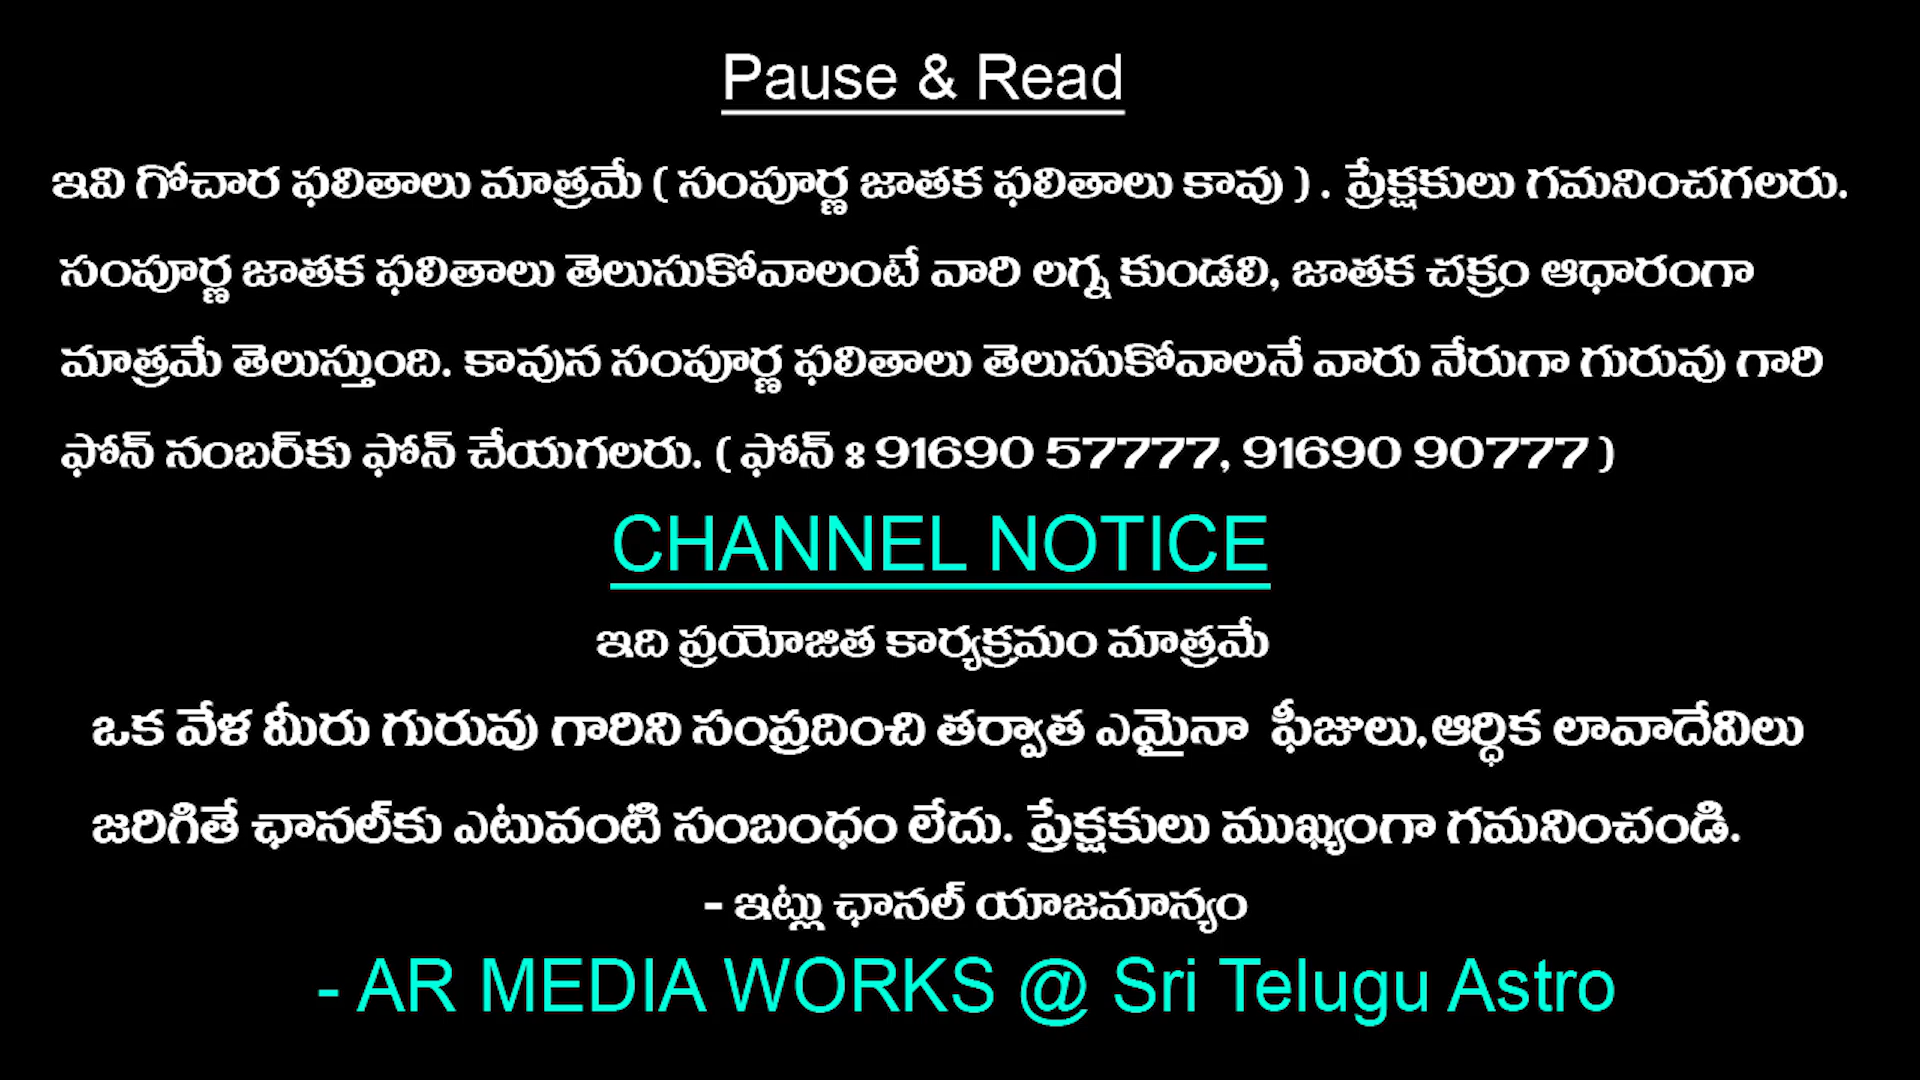 Pause & Read
ఇవి గోచార ఫలితాలు మాత్రమే ( సంపూర్ణ జాతక ఫలితాలు కావు ) . ప్రేక్షకులు గమనించగలరు.
సంపూర్ణ జాతక ఫలితాలు తెలుసుకోవాలంటే వారి లగ్న కుండలి, జాతక చక్రం ఆధారంగా
మాత్రమే తెలుస్తుంది. కావున సంపూర్ణ ఫలితాలు తెలుసుకోవాలనే వారు నేరుగా గురువు గారి
ఫోన్ నంబర్‌కు ఫోన్ చేయగలరు. ( ఫోన్ : 91690 57777, 91690 90777 )
CHANNEL NOTICE
ఇది ప్రయోజిత కార్యక్రమం మాత్రమే
ఒక వేళ మీరు గురువు గారిని సంప్రదించి తర్వాత ఎమైనా ఫీజులు,ఆర్ధిక లావాదేవిలు
జరిగితే ఛానల్‌కు ఎటువంటి సంబంధం లేదు. ప్రేక్షకులు ముఖ్యంగా గమనించండి.
- ఇట్లు ఛానల్ యాజమాన్యం
- AR MEDIA WORKS @ Sri Telugu Astro